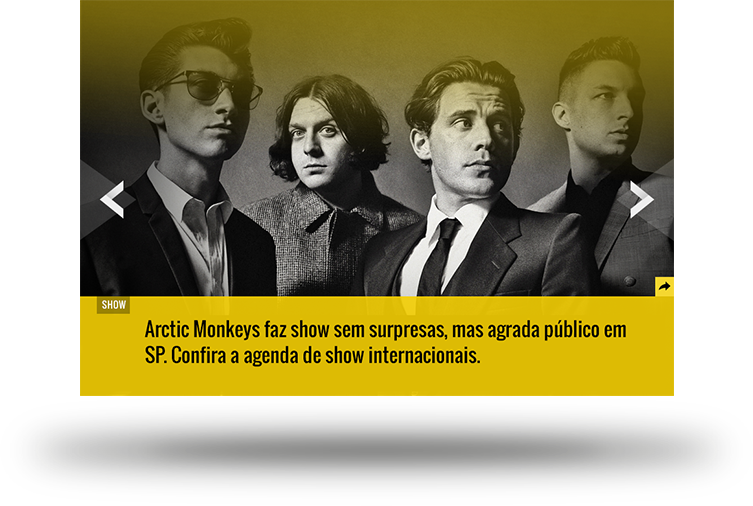 SHOW
Arctic Monkeys faz show sem surpresas, mas agrada público em
SP. Confira a agenda de show internacionais.